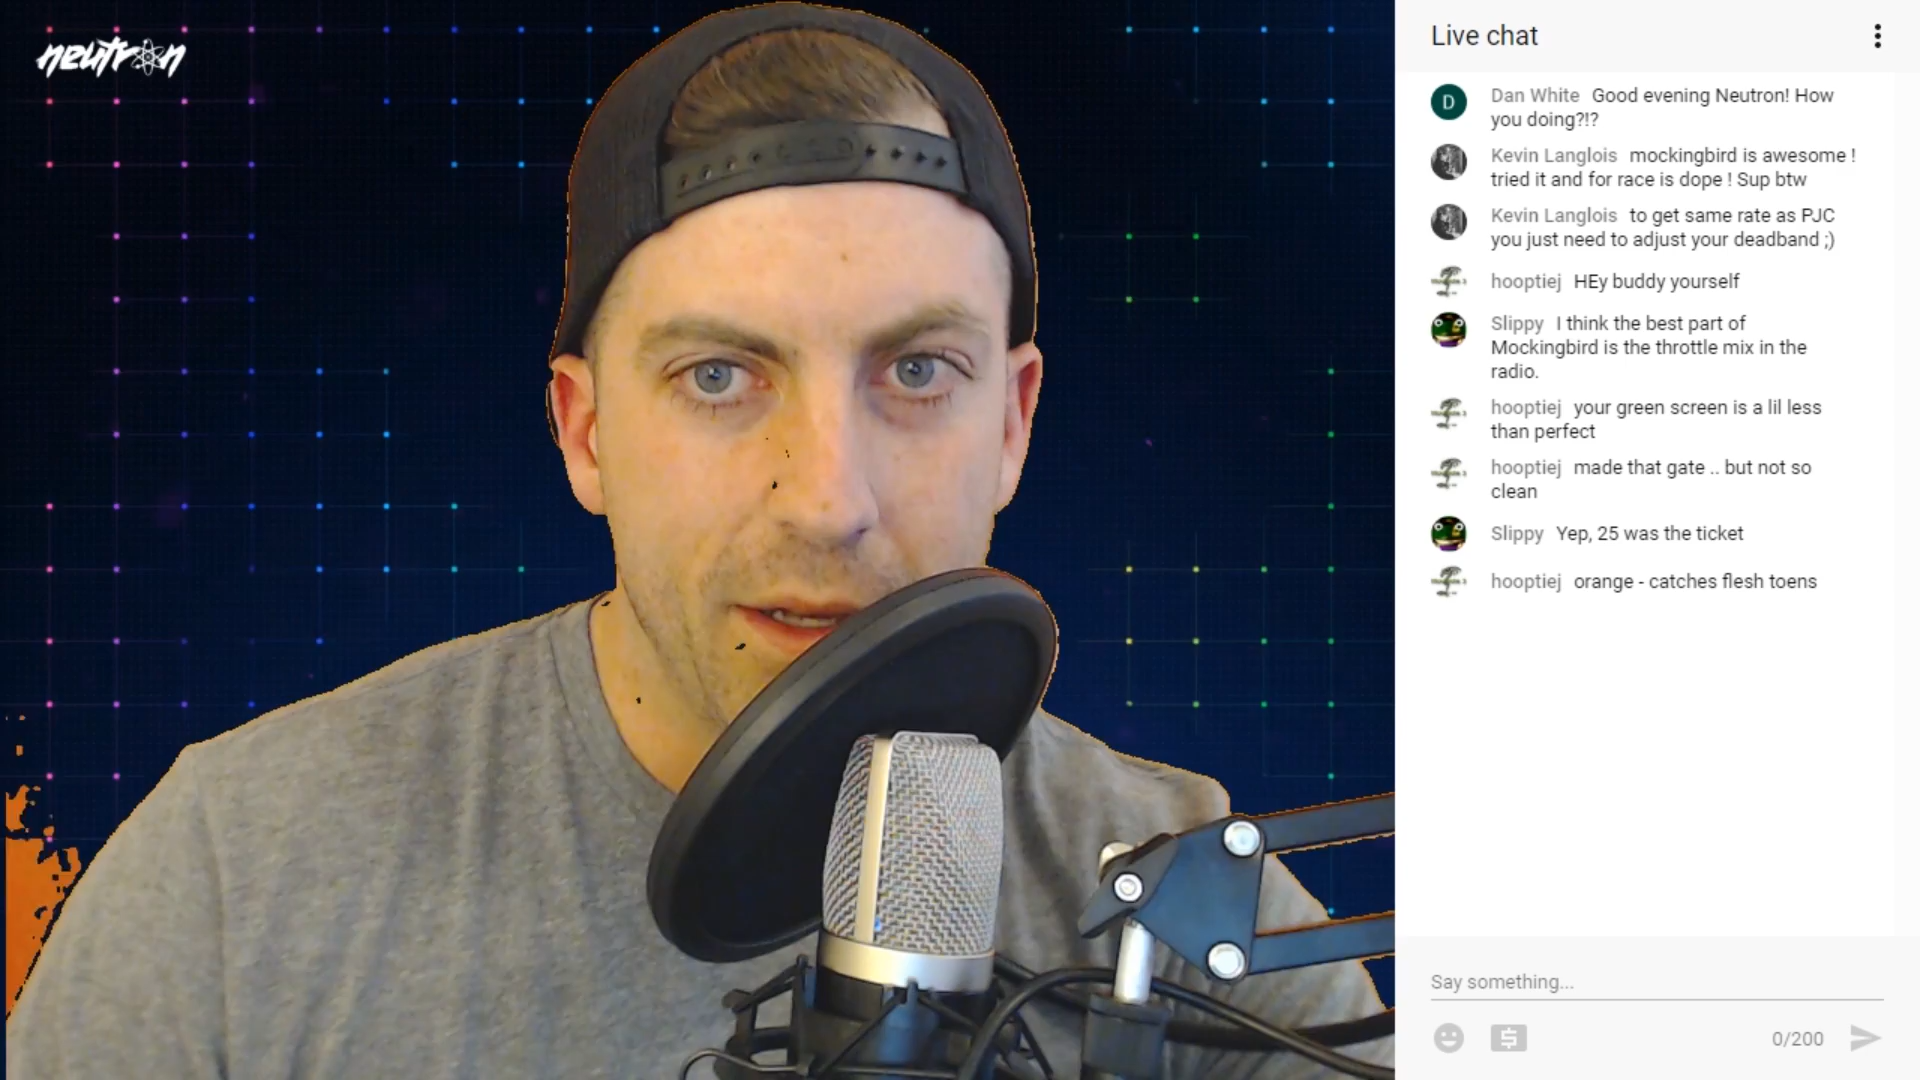 neutron
Live chat
D
Dan White Good evening Neutron! How
you doing?!?
Kevin Langlois mockingbird is awesome !
tried it and for race is dope ! Sup btw
Kevin Langlois to get same rate as PJC
you just need to adjust your deadband ;)
hooptiej HEy buddy yourself
Slippy I think the best part of
Mockingbird is the throttle mix in the
radio.
hooptiej your green screen is a lil less
than perfect
hooptiej made that gate .. but not so
clean
Slippy Yep, 25 was the ticket
hooptiej orange - catches flesh toens
Say something...
0/200